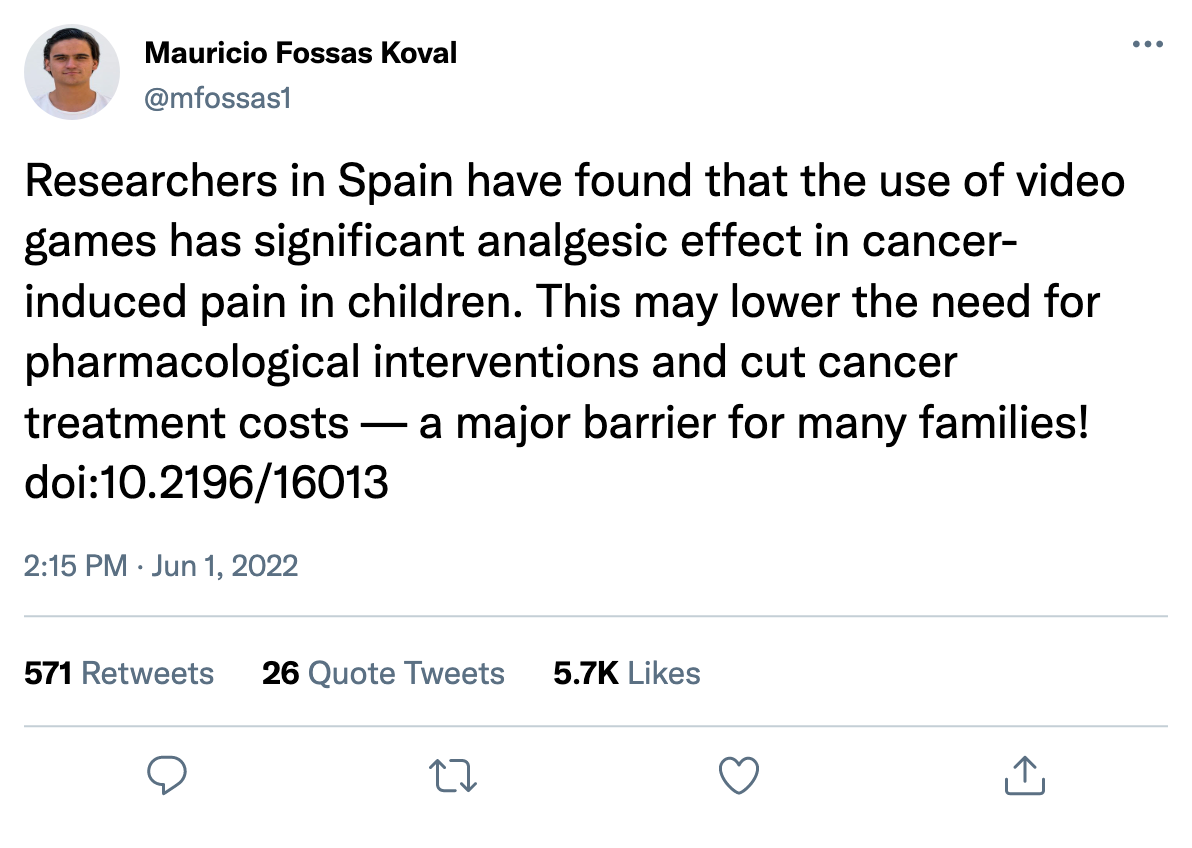 Mauricio Fossas Koval
@mfossas1
Researchers in Spain have found that the use of video
games has significant analgesic effect in cancer-
induced pain in children. This may lower the need for
pharmacological interventions and cut cancer
treatment costs — a major barrier for many families!
doi:10.2196/16013
2:15 PM · Jun 1, 2022
571 Retweets 26 Quote Tweets 5.7K Likes